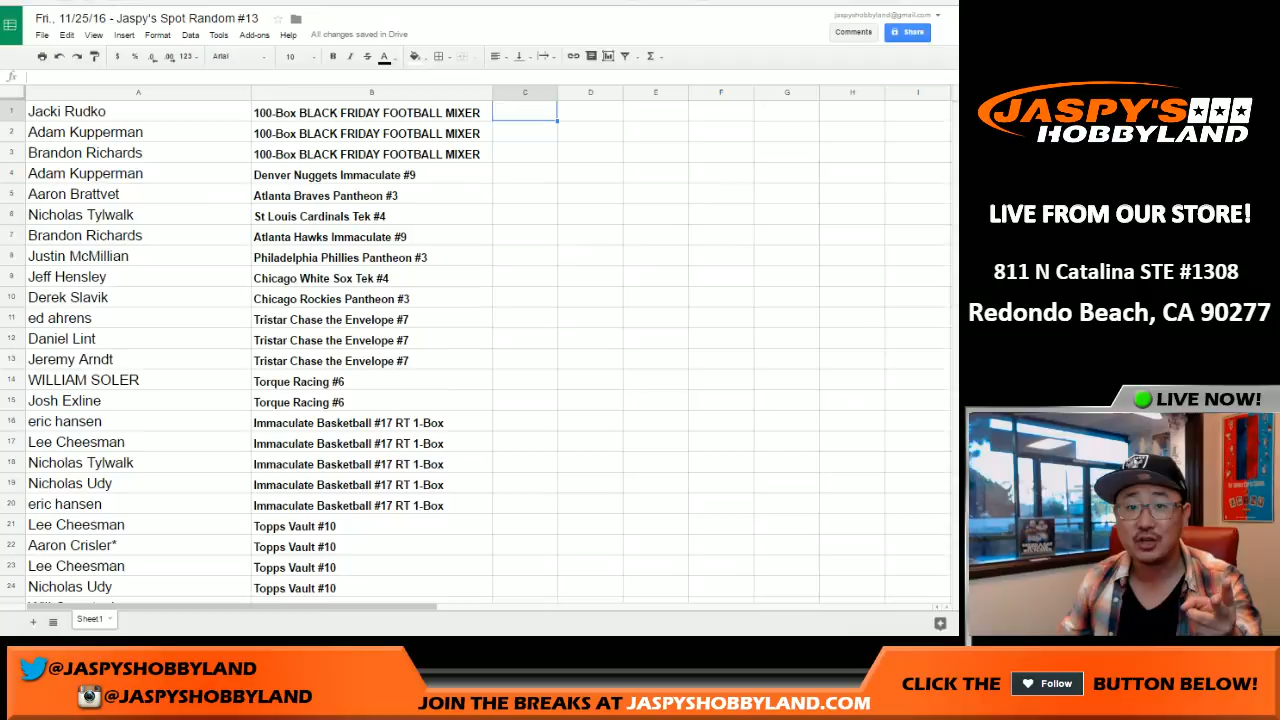 Fri., 11/25/16 - Jaspy's Spot Random #13
jaspyshobbyland@gmail.com
File Edit View Insert Format Data Tools Add-ons Help All changes saved in Drive
Comments Share
$ % .0 .00 123 Arial 10 B I S A
fx
A B C D E F G H I
1 Jacki Rudko 100-Box BLACK FRIDAY FOOTBALL MIXER
2 Adam Kupperman 100-Box BLACK FRIDAY FOOTBALL MIXER
3 Brandon Richards 100-Box BLACK FRIDAY FOOTBALL MIXER
4 Adam Kupperman Denver Nuggets Immaculate #9
5 Aaron Brattvet Atlanta Braves Pantheon #3
6 Nicholas Tylwalk St Louis Cardinals Tek #4
7 Brandon Richards Atlanta Hawks Immaculate #9
8 Justin McMillian Philadelphia Phillies Pantheon #3
9 Jeff Hensley Chicago White Sox Tek #4
10 Derek Slavik Chicago Rockies Pantheon #3
11 ed ahrens Tristar Chase the Envelope #7
12 Daniel Lint Tristar Chase the Envelope #7
13 Jeremy Arndt Tristar Chase the Envelope #7
14 WILLIAM SOLER Torque Racing #6
15 Josh Exline Torque Racing #6
16 eric hansen Immaculate Basketball #17 RT 1-Box
17 Lee Cheesman Immaculate Basketball #17 RT 1-Box
18 Nicholas Tylwalk Immaculate Basketball #17 RT 1-Box
19 Nicholas Udy Immaculate Basketball #17 RT 1-Box
20 eric hansen Immaculate Basketball #17 RT 1-Box
21 Lee Cheesman Topps Vault #10
22 Aaron Crisler* Topps Vault #10
23 Lee Cheesman Topps Vault #10
24 Nicholas Udy Topps Vault #10
Sheet1
JASPY'S
HOBBYLAND
LIVE FROM OUR STORE!
811 N Catalina STE #1308
Redondo Beach, CA 90277
LIVE NOW!
@JASPYSHOBBYLAND
@JASPYSHOBBYLAND
JOIN THE BREAKS AT JASPYSHOBBYLAND.COM
CLICK THE Follow BUTTON BELOW!